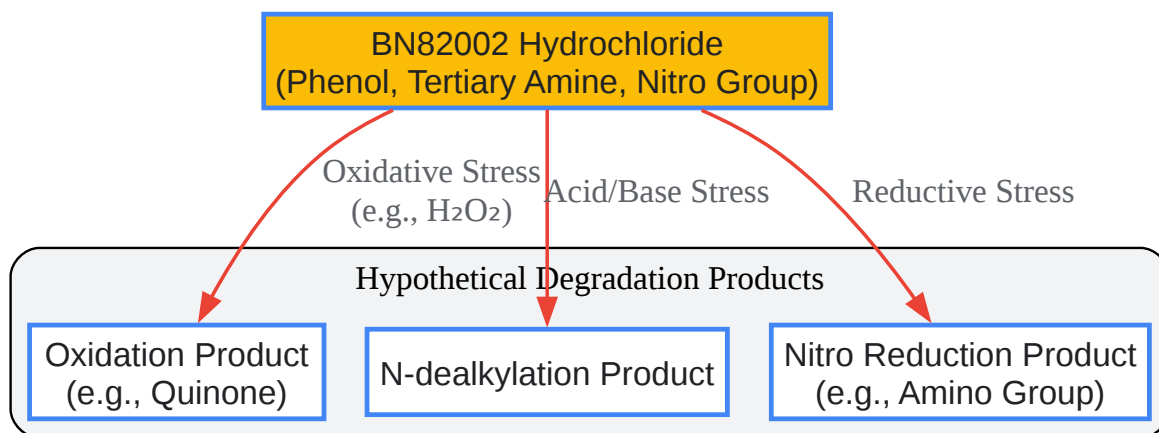 BN82002 Hydrochloride
(Phenol, Tertiary Amine, Nitro Group)
Oxidative Stress
(e.g., H₂O₂)
Acid/Base Stress
Reductive Stress
Hypothetical Degradation Products
Oxidation Product
(e.g., Quinone)
N-dealkylation Product
Nitro Reduction Product
(e.g., Amino Group)